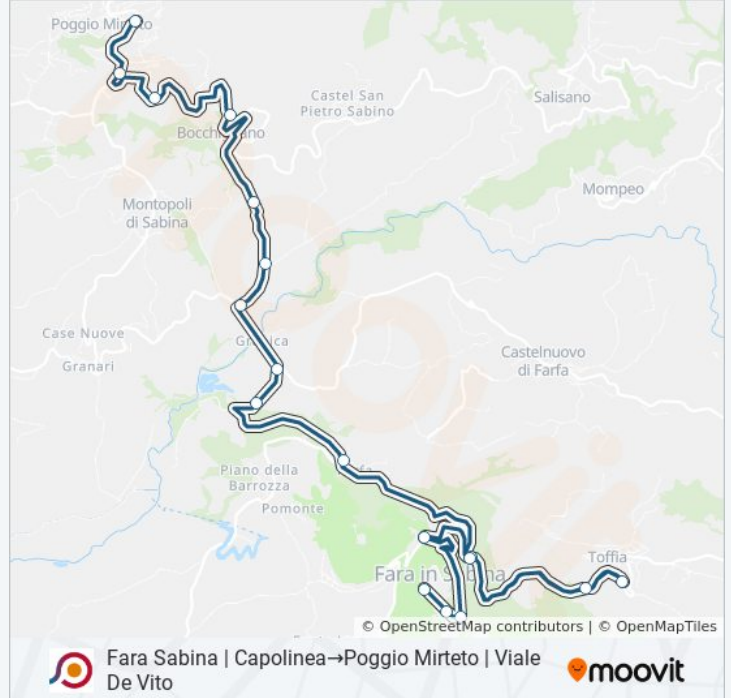 Poggio Mirteto
Castel San
Pietro Sabino
Salisano
Bocchignano
Mompeo
Montopoli
di Sabina
Case Nuove
Granari
Castelnuovo
di Farfa
Piano della
Barrozza
Pomonte
Toffia
Fara in Sabina
© OpenStreetMap contributors | © OpenMapTiles
Fara Sabina | Capolinea→Poggio Mirteto | Viale
De Vito
moovit